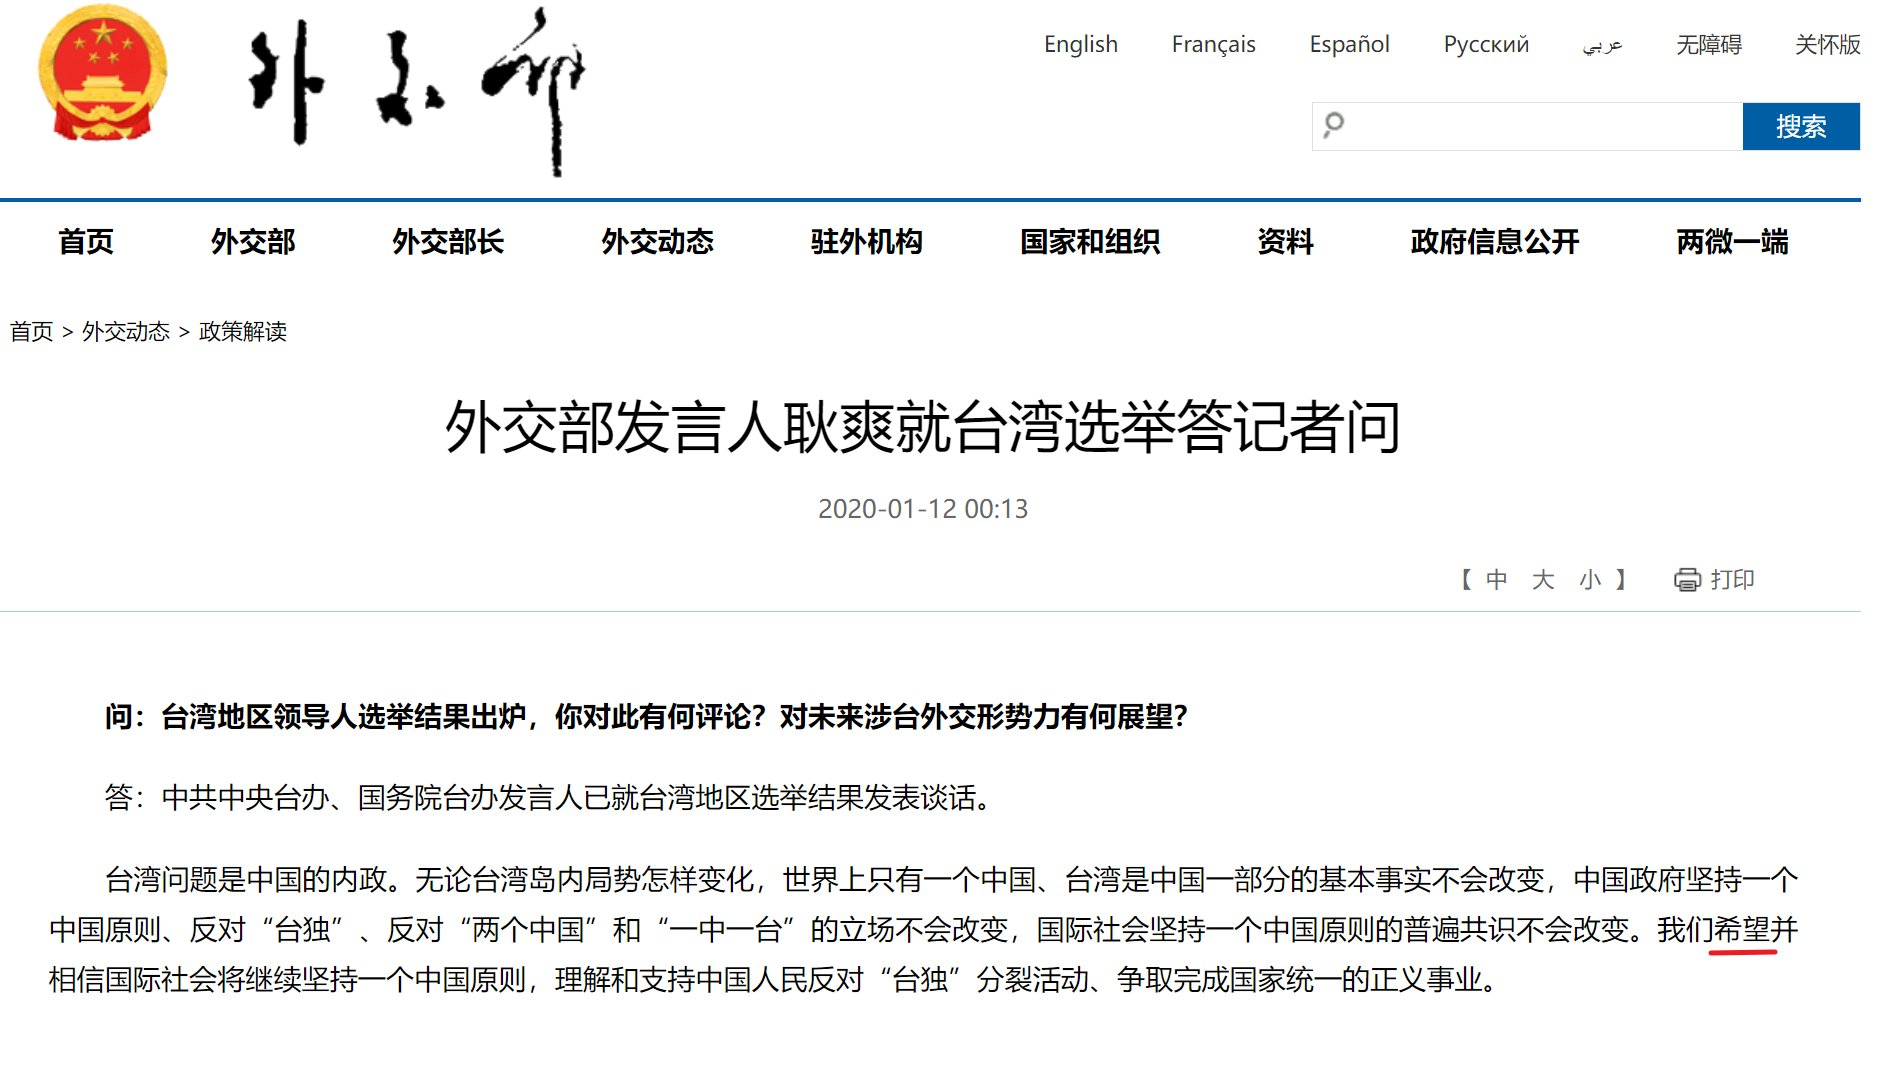 外交部
English Français Español Русский عربي 无障碍 关怀版
搜索
首页 外交部 外交部长 外交动态 驻外机构 国家和组织 资料 政府信息公开 两微一端
首页 > 外交动态 > 政策解读
外交部发言人耿爽就台湾选举答记者问
2020-01-12 00:13
【 中 大 小 】 打印
问：台湾地区领导人选举结果出炉，你对此有何评论？对未来涉台外交形势力有何展望？
答：中共中央台办、国务院台办发言人已就台湾地区选举结果发表谈话。
台湾问题是中国的内政。无论台湾岛内局势怎样变化，世界上只有一个中国、台湾是中国一部分的基本事实不会改变，中国政府坚持一个
中国原则、反对“台独”、反对“两个中国”和“一中一台”的立场不会改变，国际社会坚持一个中国原则的普遍共识不会改变。我们希望并
相信国际社会将继续坚持一个中国原则，理解和支持中国人民反对“台独”分裂活动、争取完成国家统一的正义事业。